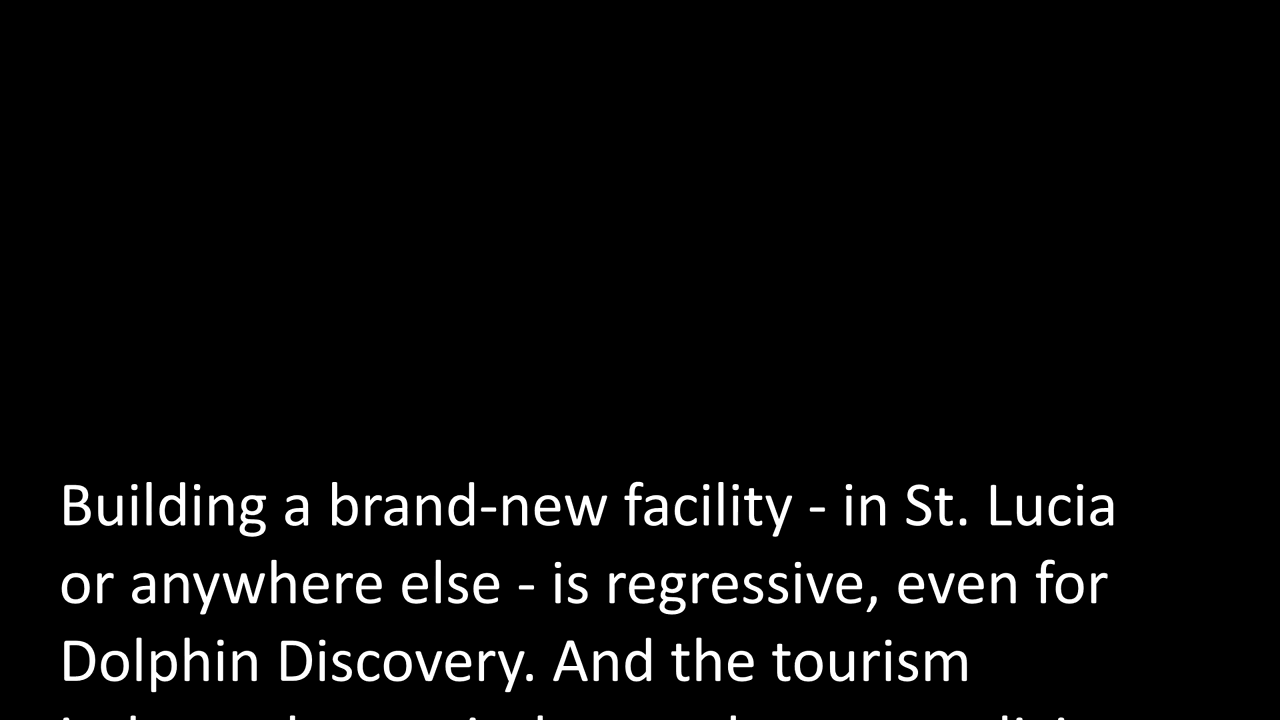 Building a brand-new facility - in St. Lucia
or anywhere else - is regressive, even for
Dolphin Discovery. And the tourism